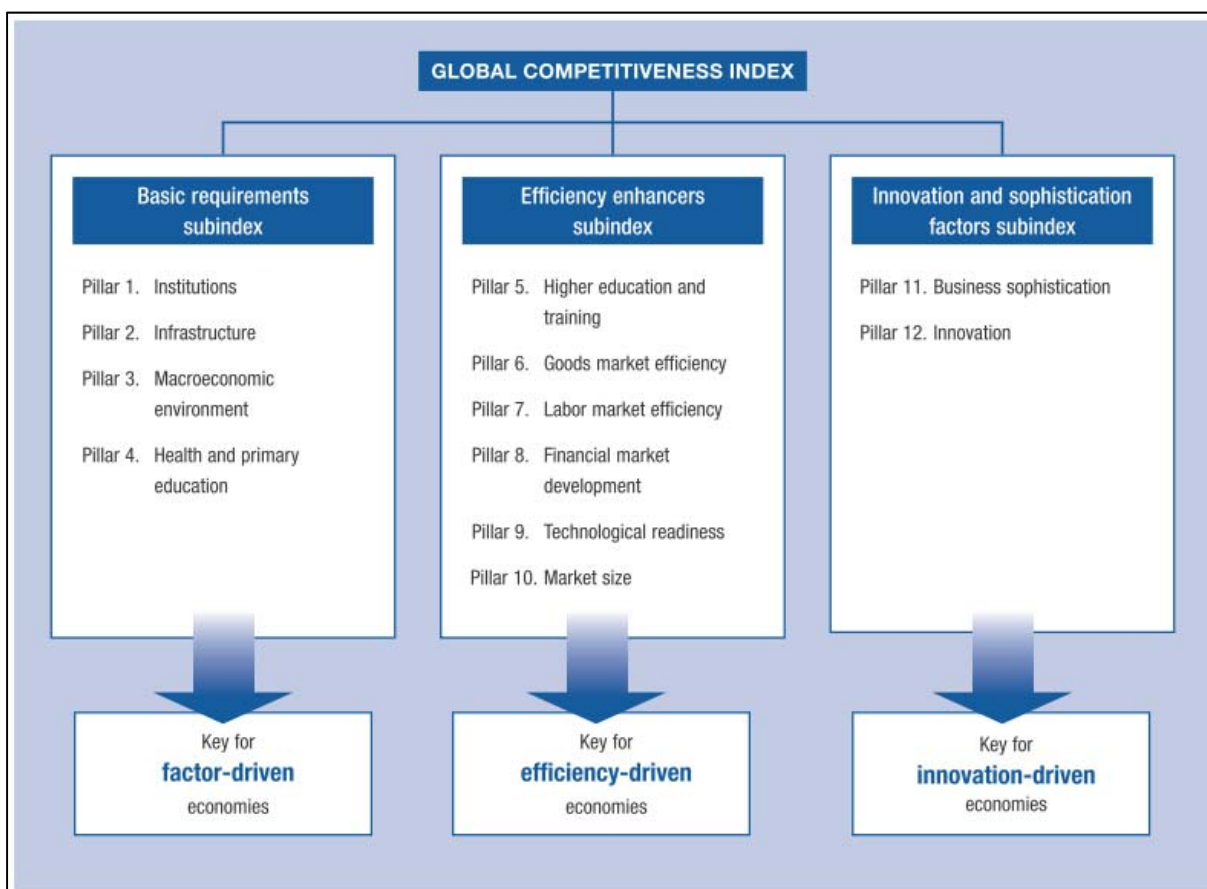 GLOBAL COMPETITIVENESS INDEX
Basic requirements
subindex
Pillar 1. Institutions
Pillar 2. Infrastructure
Pillar 3. Macroeconomic
environment
Pillar 4. Health and primary
education
Key for
factor-driven
economies
Efficiency enhancers
subindex
Pillar 5. Higher education and
training
Pillar 6. Goods market efficiency
Pillar 7. Labor market efficiency
Pillar 8. Financial market
development
Pillar 9. Technological readiness
Pillar 10. Market size
Key for
efficiency-driven
economies
Innovation and sophistication
factors subindex
Pillar 11. Business sophistication
Pillar 12. Innovation
Key for
innovation-driven
economies